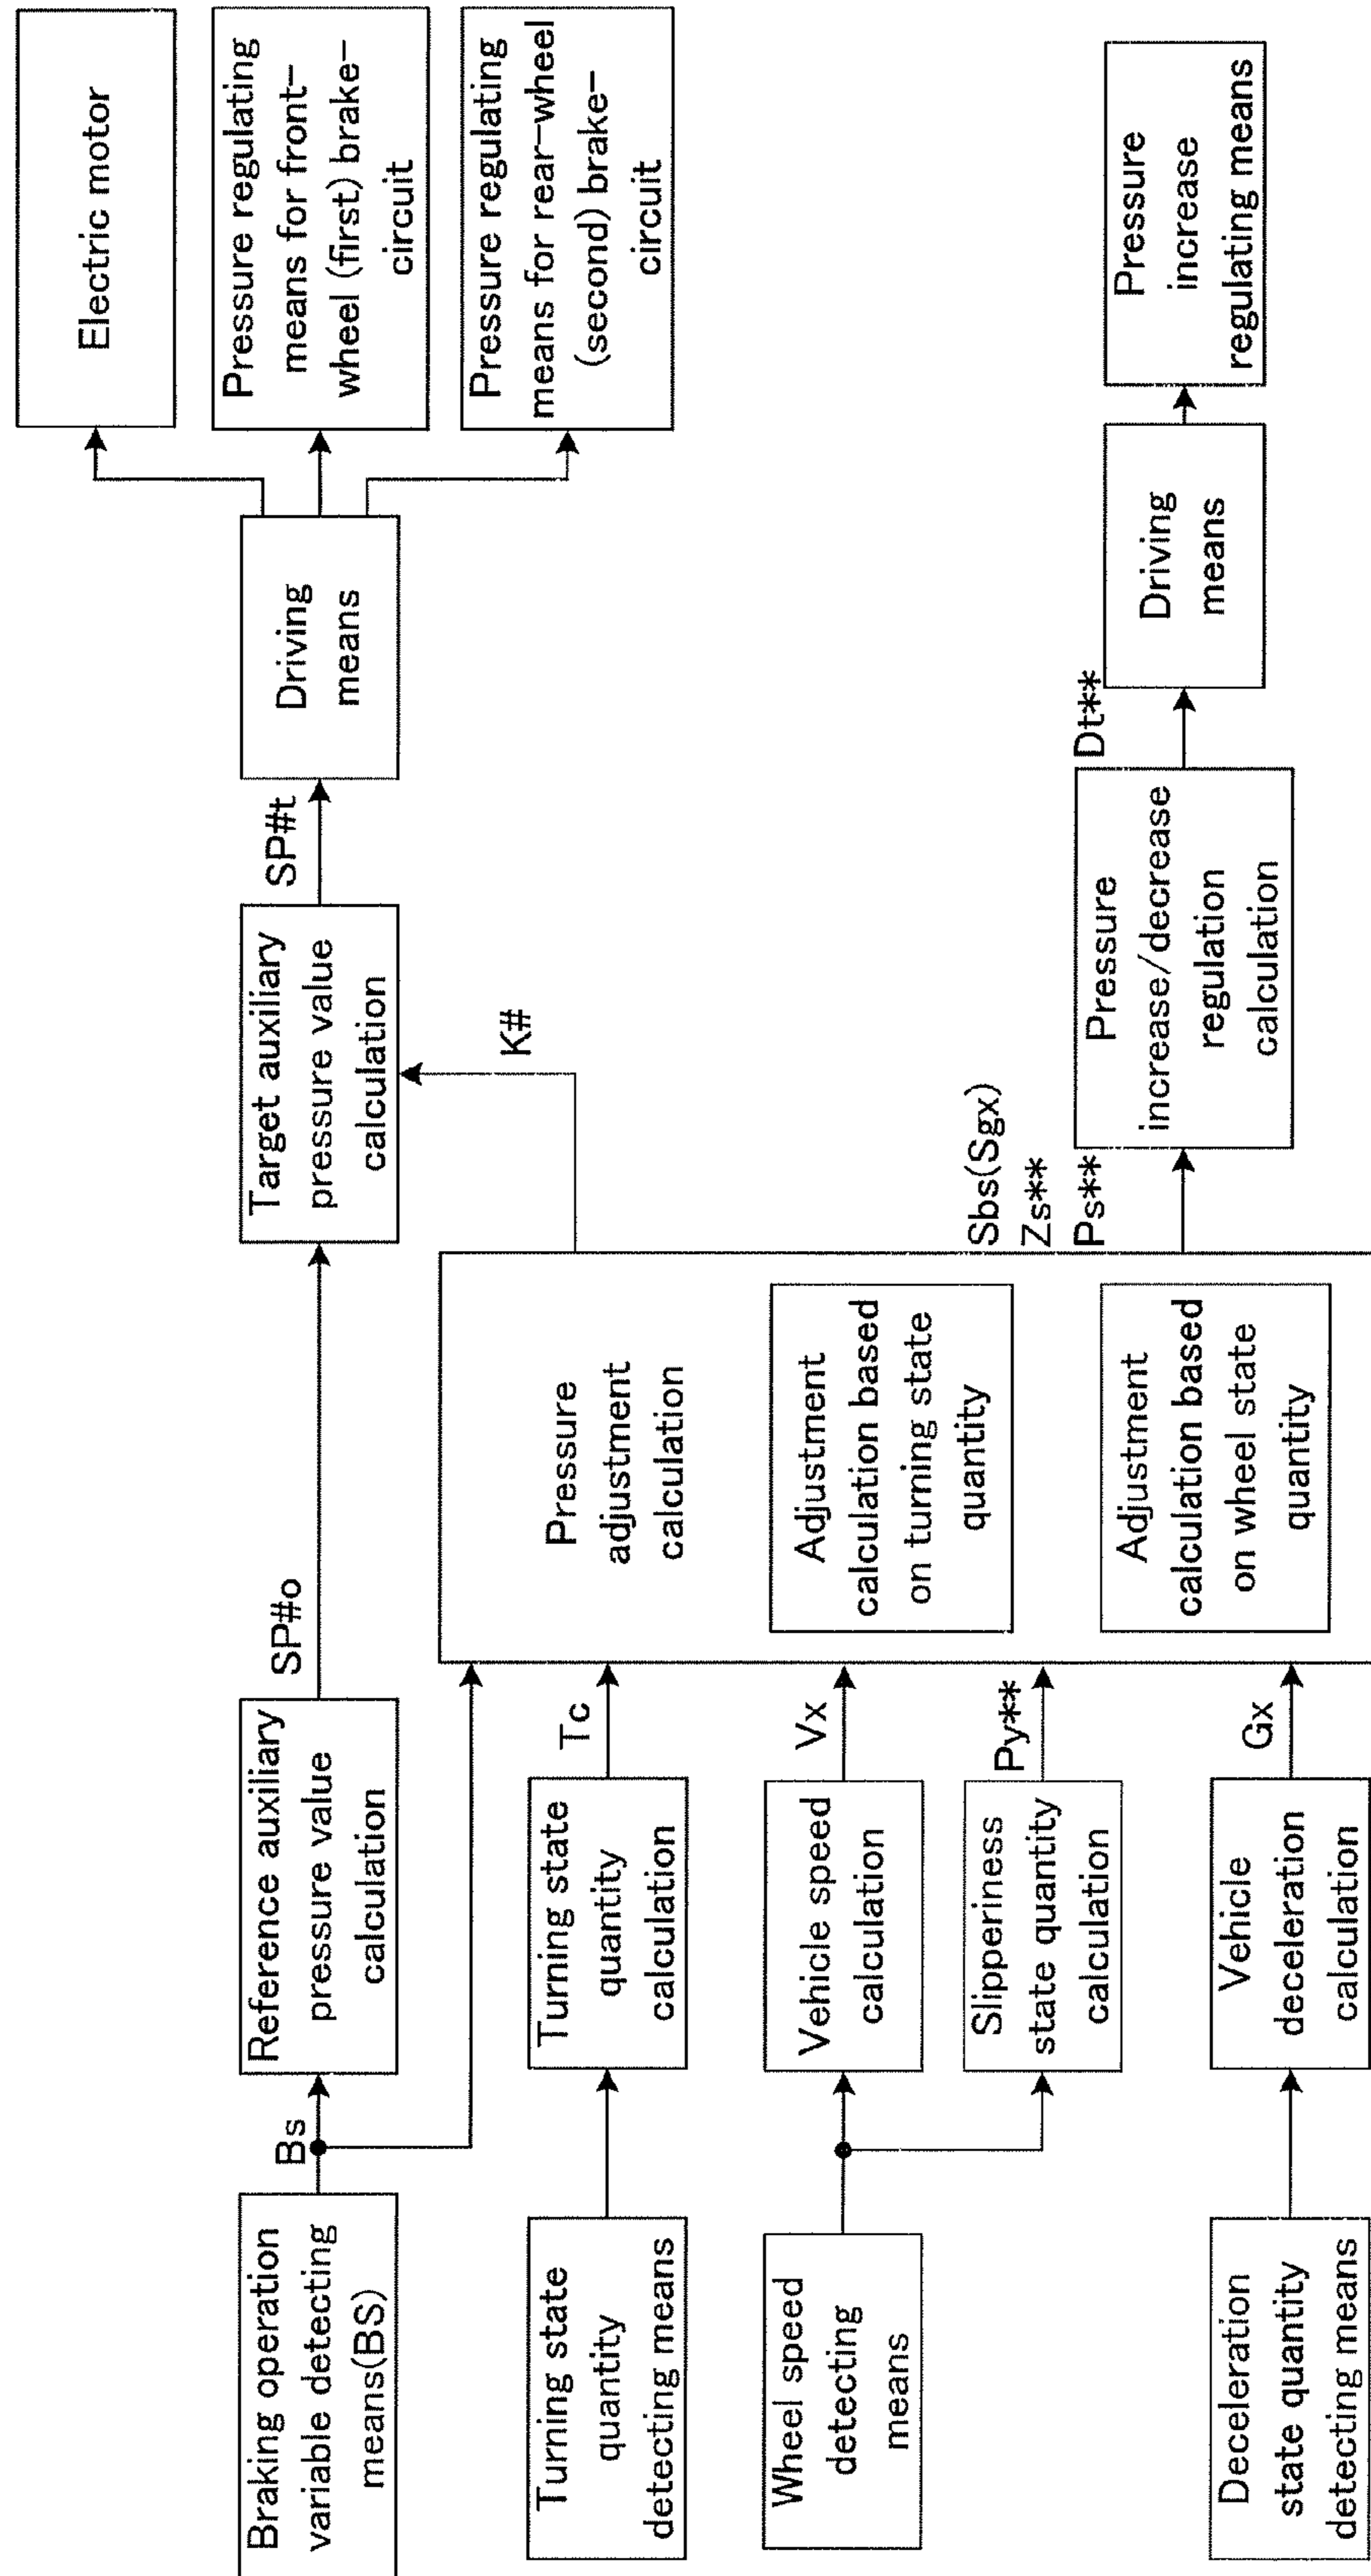 Braking operation
variable detecting
means(BS)
Bs
Reference auxiliary
pressure value
calculation
SP#o
Target auxiliary
pressure value
calculation
SP#t
Driving
means
Electric motor
Pressure regulating
means for front-
wheel (first) brake-
circuit
Pressure regulating
means for rear-wheel
(second) brake-
circuit
K#
Turning state
quantity
detecting means
Turning state
quantity
calculation
Tc
Pressure
adjustment
calculation
Wheel speed
detecting
means
Vehicle speed
calculation
Vx
Adjustment
calculation based
on turning state
quantity
Slipperiness
state quantity
calculation
Py**
Deceleration
state quantity
detecting means
Vehicle
deceleration
calculation
Gx
Adjustment
calculation based
on wheel state
quantity
Sbs(Sgx)
Zs**
Ps**
Pressure
increase/decrease
regulation
calculation
Dt**
Driving
means
Pressure
increase
regulating means